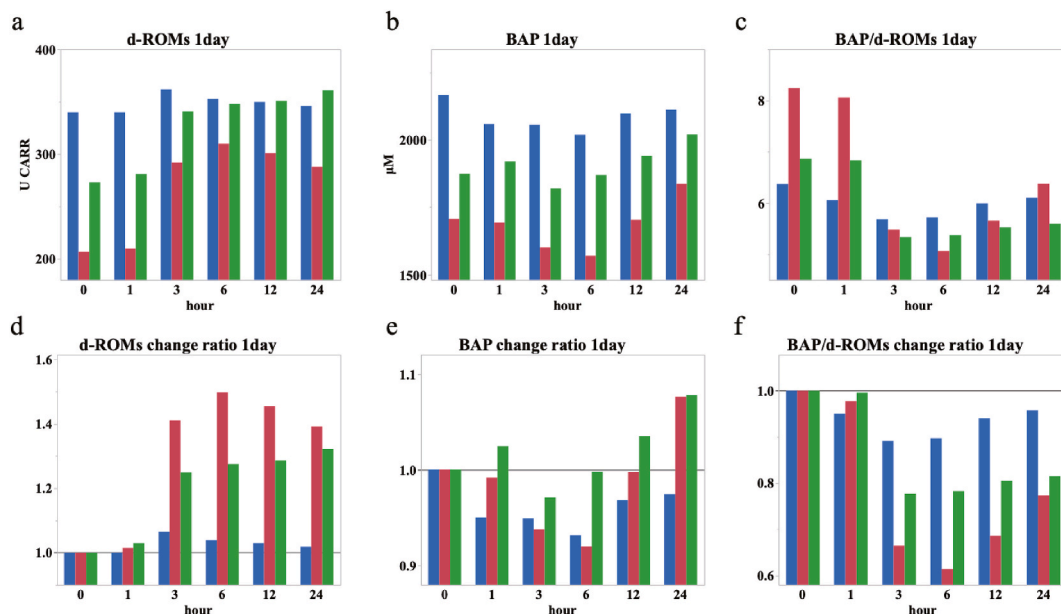 a
d-ROMs 1day
400
300
200
U CARR
0 1 3 6 12 24
hour
b
BAP 1day
2000
1500
μM
0 1 3 6 12 24
hour
c
BAP/d-ROMs 1day
8
6
0 1 3 6 12 24
hour
d
d-ROMs change ratio 1day
1.6
1.4
1.2
1.0
0 1 3 6 12 24
hour
e
BAP change ratio 1day
1.1
1.0
0.9
0 1 3 6 12 24
hour
f
BAP/d-ROMs change ratio 1day
1.0
0.8
0.6
0 1 3 6 12 24
hour